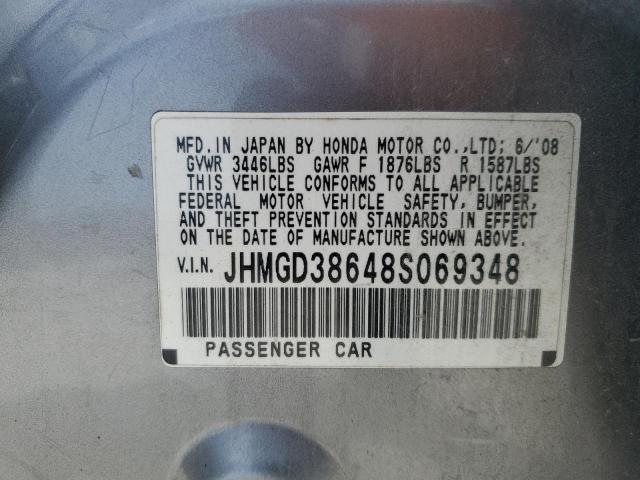 MFD.IN JAPAN BY HONDA MOTOR CO.,LTD; 6/'08
GVWR 3446LBS GAWR F 1876LBS R 1587LBS
THIS VEHICLE CONFORMS TO ALL APPLICABLE
FEDERAL MOTOR VEHICLE SAFETY, BUMPER,
AND THEFT PREVENTION STANDARDS IN EFFECT
ON THE DATE OF MANUFACTURE SHOWN ABOVE.
V.I.N. JHMGD38648S069348
PASSENGER CAR